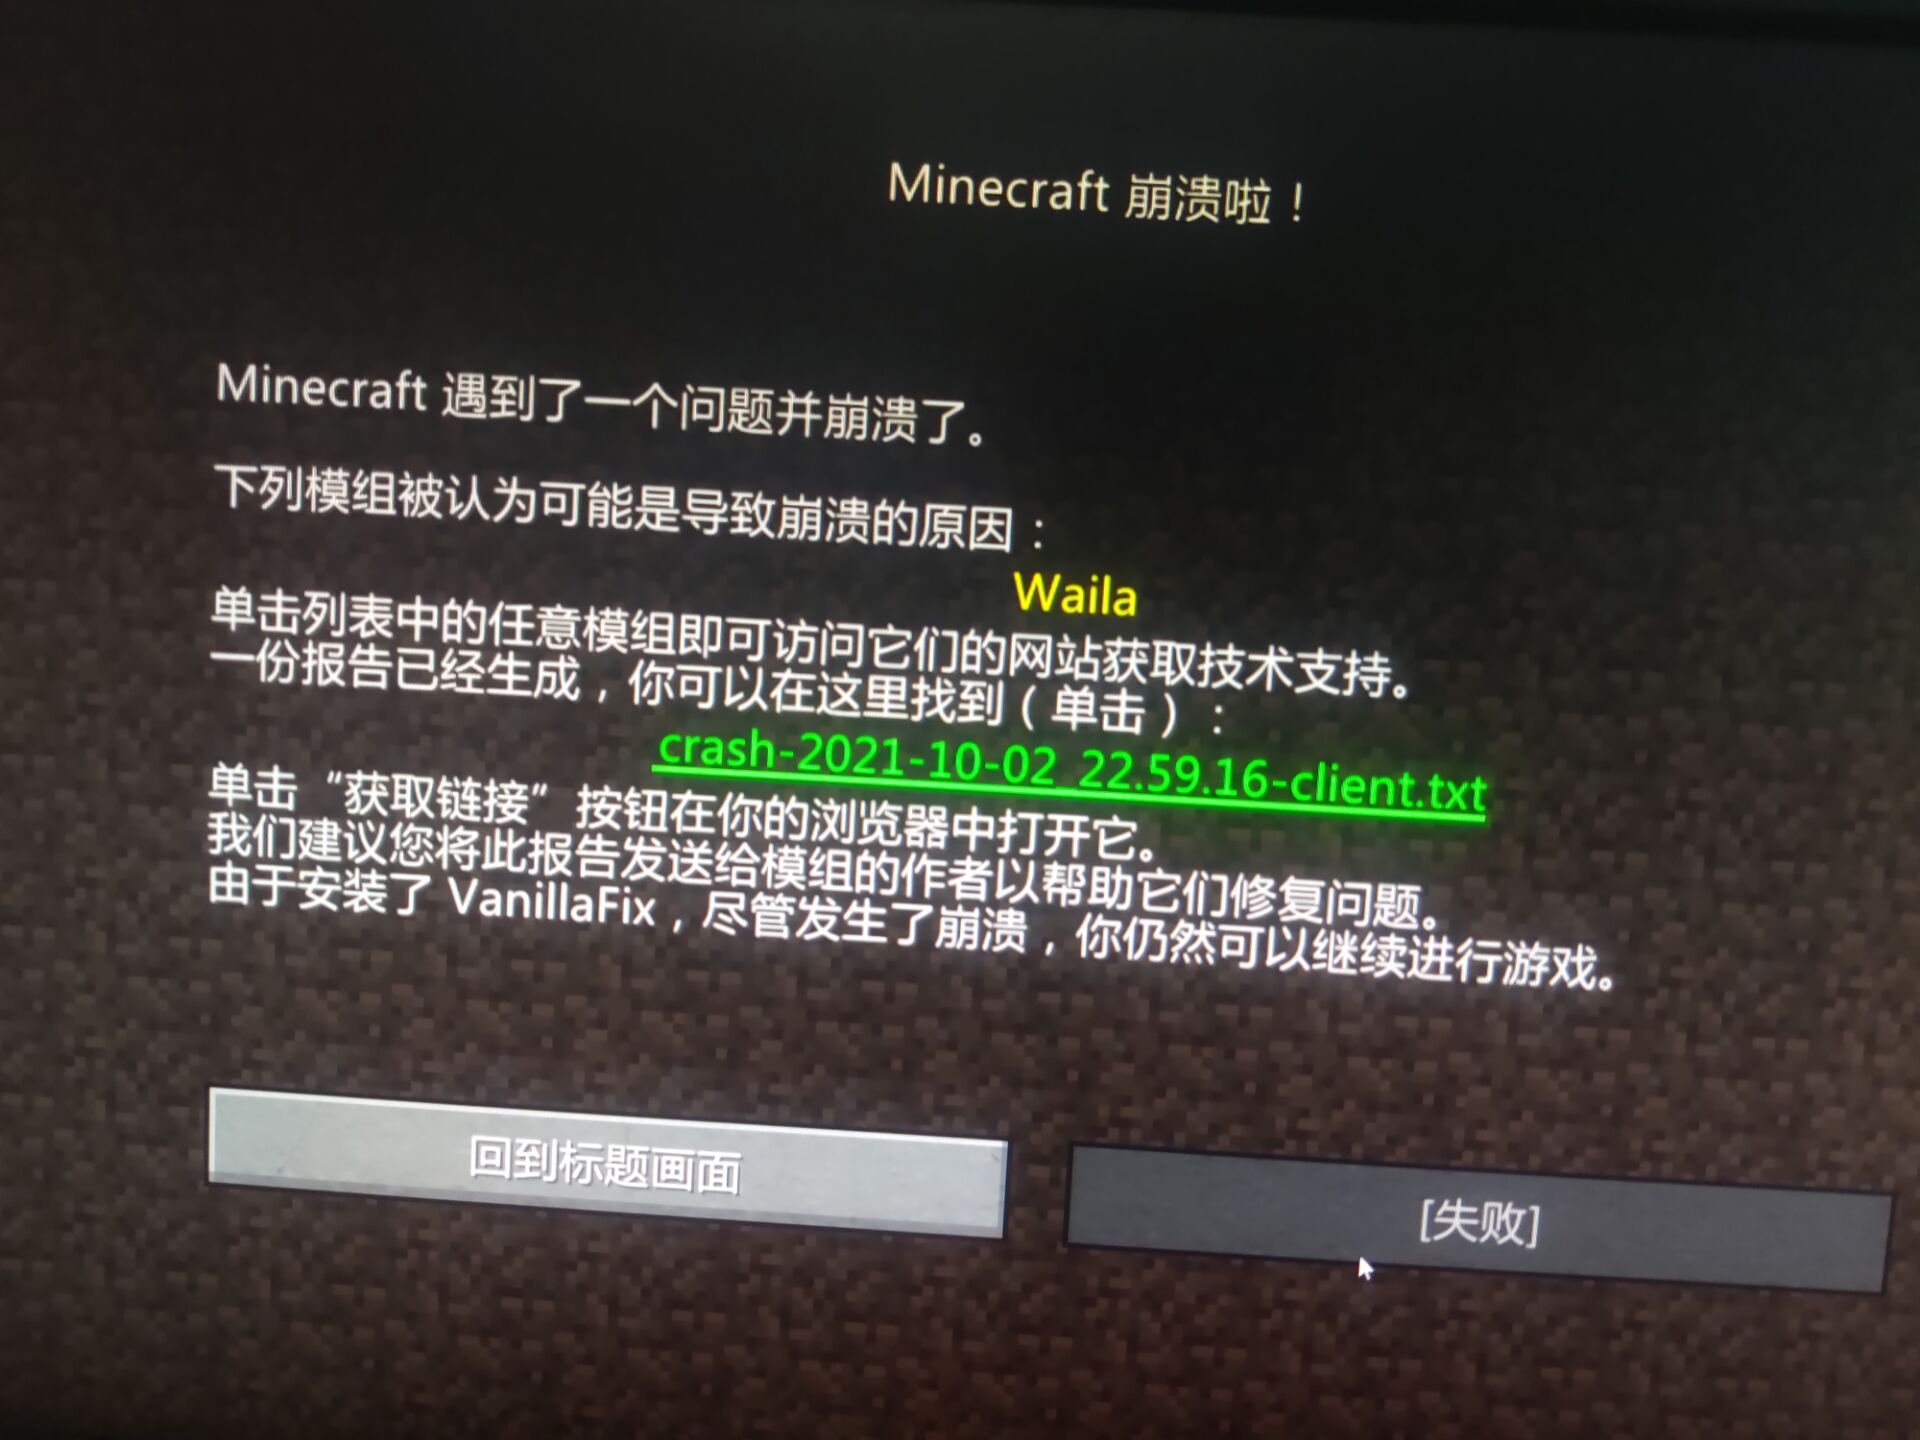 Minecraft 崩溃啦！
Minecraft 遇到了一个问题并崩溃了。
下列模组被认为可能是导致崩溃的原因：
Waila
单击列表中的任意模组即可访问它们的网站获取技术支持。
一份报告已经生成，你可以在这里找到（单击）：
crash-2021-10-02_22.59.16-client.txt
单击“获取链接”按钮在你的浏览器中打开它。
我们建议您将此报告发送给模组的作者以帮助它们修复问题。
由于安装了 VanillaFix，尽管发生了崩溃，你仍然可以继续进行游戏。
回到标题画面
[失败]